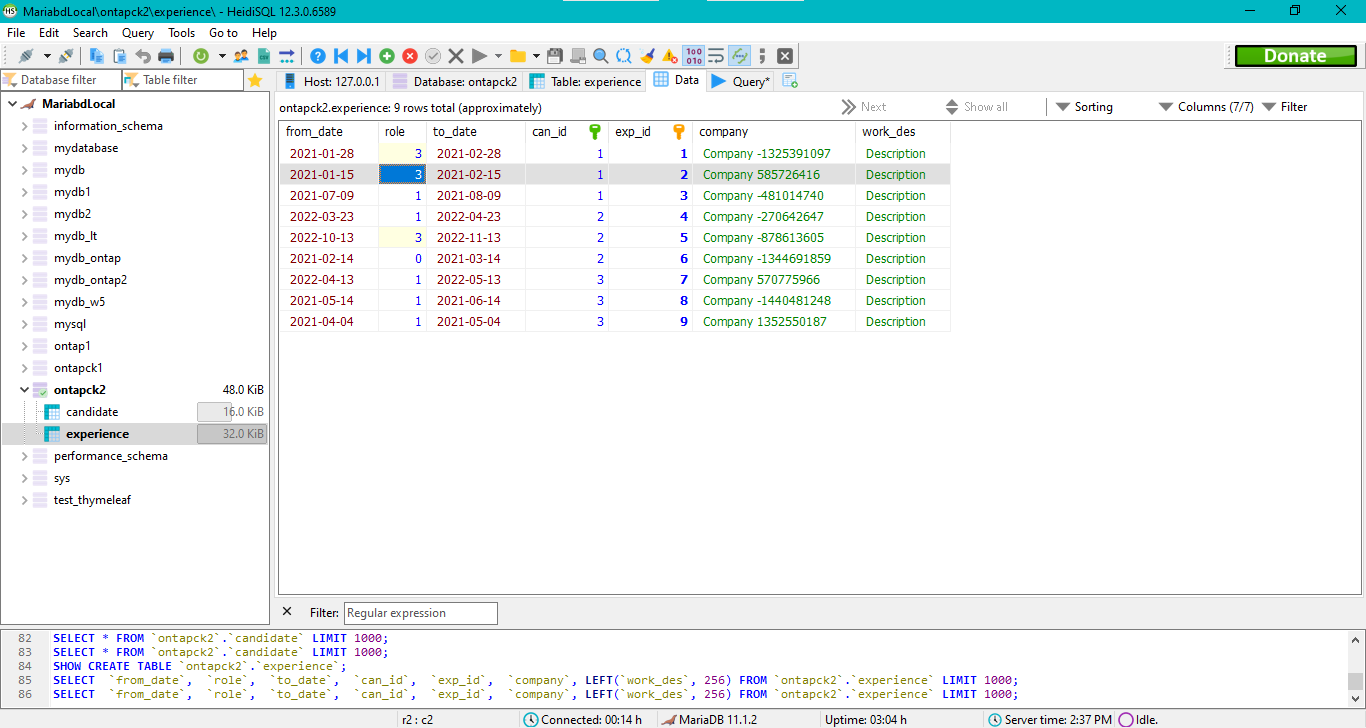 MariabdLocal\ontapck2\experience\ - HeidiSQL 12.3.0.6589
File Edit Search Query Tools Go to Help
Donate
Database filter Table filter
Host: 127.0.0.1 Database: ontapck2 Table: experience Data Query*
MariabdLocal
information_schema
mydatabase
mydb
mydb1
mydb2
mydb_lt
mydb_ontap
mydb_ontap2
mydb_w5
mysql
ontap1
ontapck1
ontapck2 48.0 KiB
candidate 16.0 KiB
experience 32.0 KiB
performance_schema
sys
test_thymeleaf
ontapck2.experience: 9 rows total (approximately) Next Show all Sorting Columns (7/7) Filter
from_date role to_date can_id exp_id company work_des
2021-01-28 3 2021-02-28 1 1 Company -1325391097 Description
2021-01-15 3 2021-02-15 1 2 Company 585726416 Description
2021-07-09 1 2021-08-09 1 3 Company -481014740 Description
2022-03-23 1 2022-04-23 2 4 Company -270642647 Description
2022-10-13 3 2022-11-13 2 5 Company -878613605 Description
2021-02-14 0 2021-03-14 2 6 Company -1344691859 Description
2022-04-13 1 2022-05-13 3 7 Company 570775966 Description
2021-05-14 1 2021-06-14 3 8 Company -1440481248 Description
2021-04-04 1 2021-05-04 3 9 Company 1352550187 Description
Filter: Regular expression
82 SELECT * FROM `ontapck2`.`candidate` LIMIT 1000;
83 SELECT * FROM `ontapck2`.`candidate` LIMIT 1000;
84 SHOW CREATE TABLE `ontapck2`.`experience`;
85 SELECT `from_date`, `role`, `to_date`, `can_id`, `exp_id`, `company`, LEFT(`work_des`, 256) FROM `ontapck2`.`experience` LIMIT 1000;
86 SELECT `from_date`, `role`, `to_date`, `can_id`, `exp_id`, `company`, LEFT(`work_des`, 256) FROM `ontapck2`.`experience` LIMIT 1000;
r2 : c2 Connected: 00:14 h MariaDB 11.1.2 Uptime: 03:04 h Server time: 2:37 PM Idle.